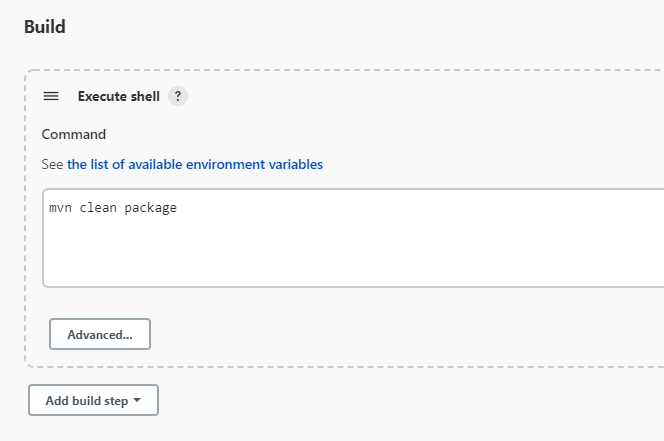 Build
Execute shell ?
Command
See the list of available environment variables
mvn clean package
Advanced...
Add build step